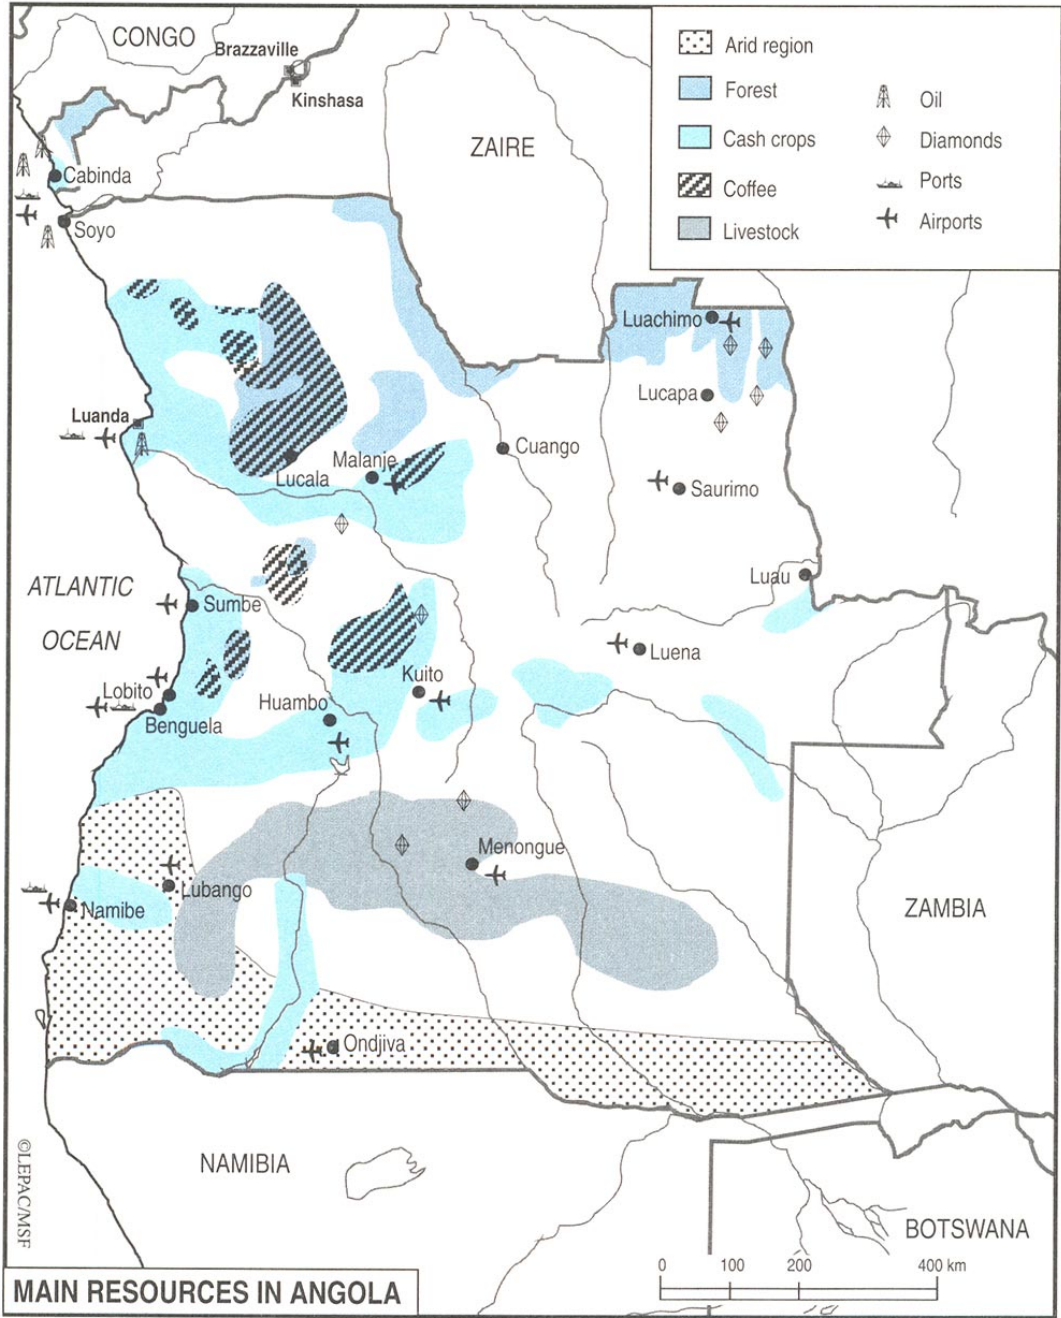 CONGO
Brazzaville
Kinshasa
ZAIRE
Arid region
Forest
Cash crops
Coffee
Livestock
Oil
Diamonds
Ports
Airports
Cabinda
Soyo
Luachimo
Lucapa
Luanda
Lucala
Malanje
Cuango
Saurimo
Luau
ATLANTIC
OCEAN
Sumbe
Luena
Lobito
Benguela
Huambo
Kuito
Menongue
Lubango
Namibe
ZAMBIA
Ondjiva
NAMIBIA
BOTSWANA
©LEPAC/MSF
0 100 200 400 km
MAIN RESOURCES IN ANGOLA